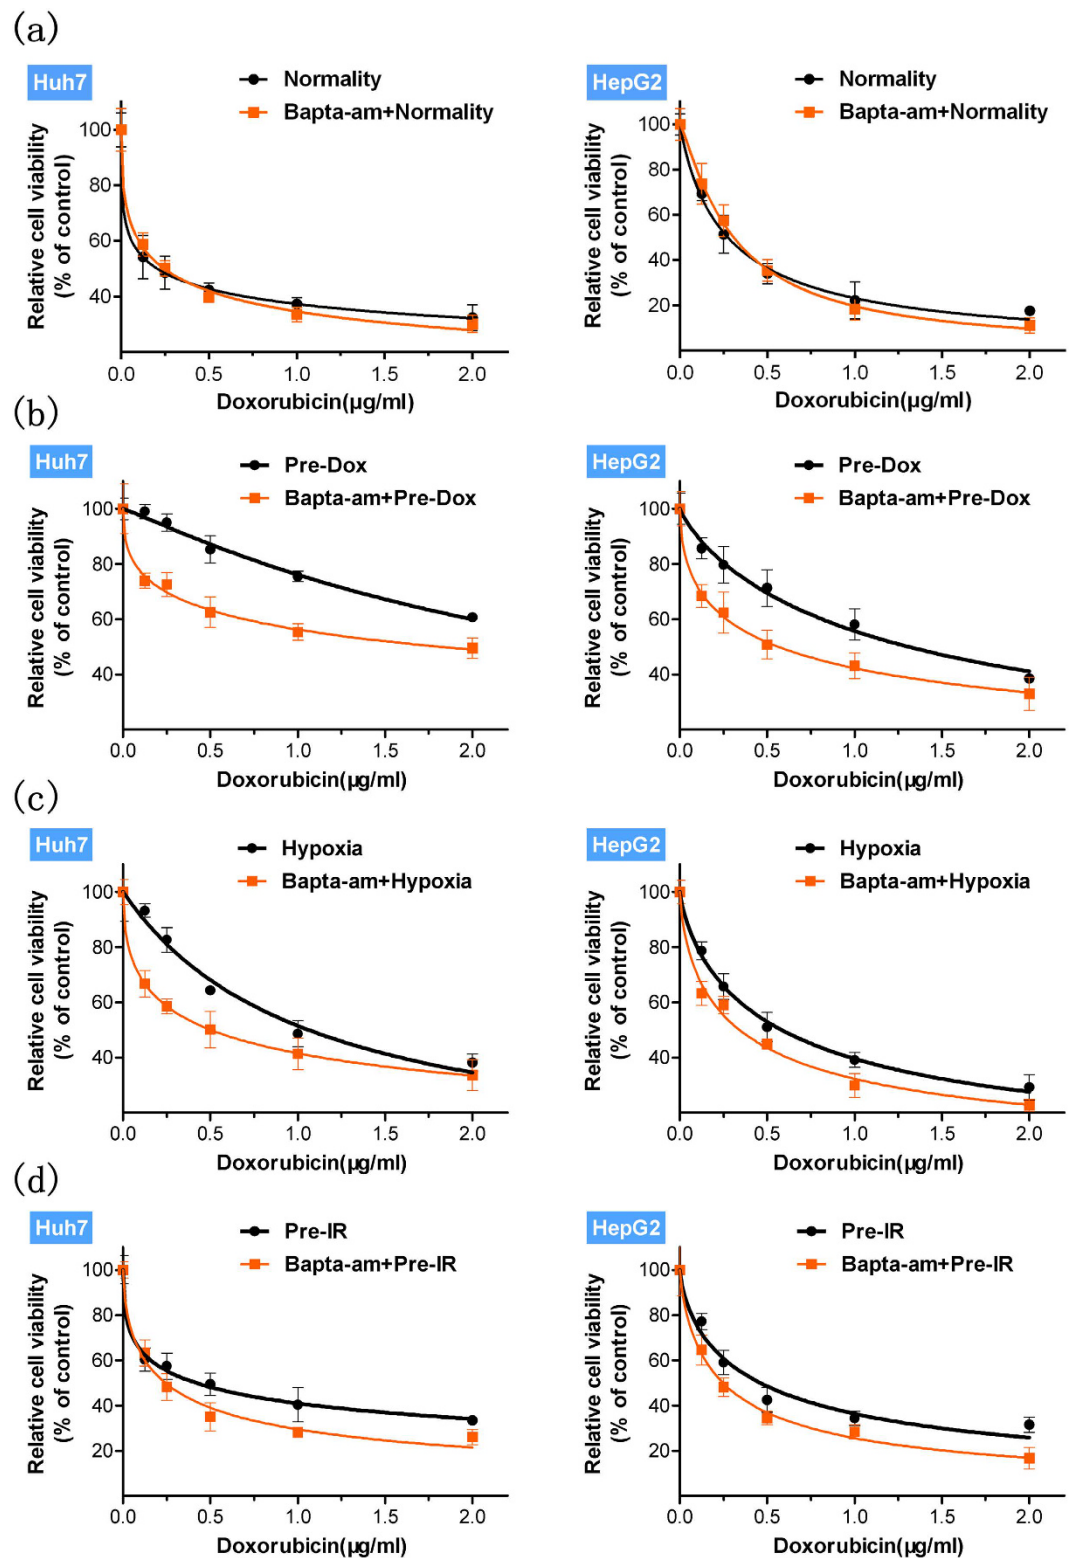 (a)
Huh7
Normality
Bapta-am+Normality
Relative cell viability
(% of control)
100
80
60
40
0.0 0.5 1.0 1.5 2.0
Doxorubicin(µg/ml)
HepG2
Normality
Bapta-am+Normality
Relative cell viability
(% of control)
100
80
60
40
20
0.0 0.5 1.0 1.5 2.0
Doxorubicin(µg/ml)
(b)
Huh7
Pre-Dox
Bapta-am+Pre-Dox
Relative cell viability
(% of control)
100
80
60
40
0.0 0.5 1.0 1.5 2.0
Doxorubicin(µg/ml)
HepG2
Pre-Dox
Bapta-am+Pre-Dox
Relative cell viability
(% of control)
100
80
60
40
0.0 0.5 1.0 1.5 2.0
Doxorubicin(µg/ml)
(c)
Huh7
Hypoxia
Bapta-am+Hypoxia
Relative cell viability
(% of control)
100
80
60
40
0.0 0.5 1.0 1.5 2.0
Doxorubicin(µg/ml)
HepG2
Hypoxia
Bapta-am+Hypoxia
Relative cell viability
(% of control)
100
80
60
40
0.0 0.5 1.0 1.5 2.0
Doxorubicin(µg/ml)
(d)
Huh7
Pre-IR
Bapta-am+Pre-IR
Relative cell viability
(% of control)
100
80
60
40
20
0.0 0.5 1.0 1.5 2.0
Doxorubicin(µg/ml)
HepG2
Pre-IR
Bapta-am+Pre-IR
Relative cell viability
(% of control)
100
80
60
40
20
0.0 0.5 1.0 1.5 2.0
Doxorubicin(µg/ml)